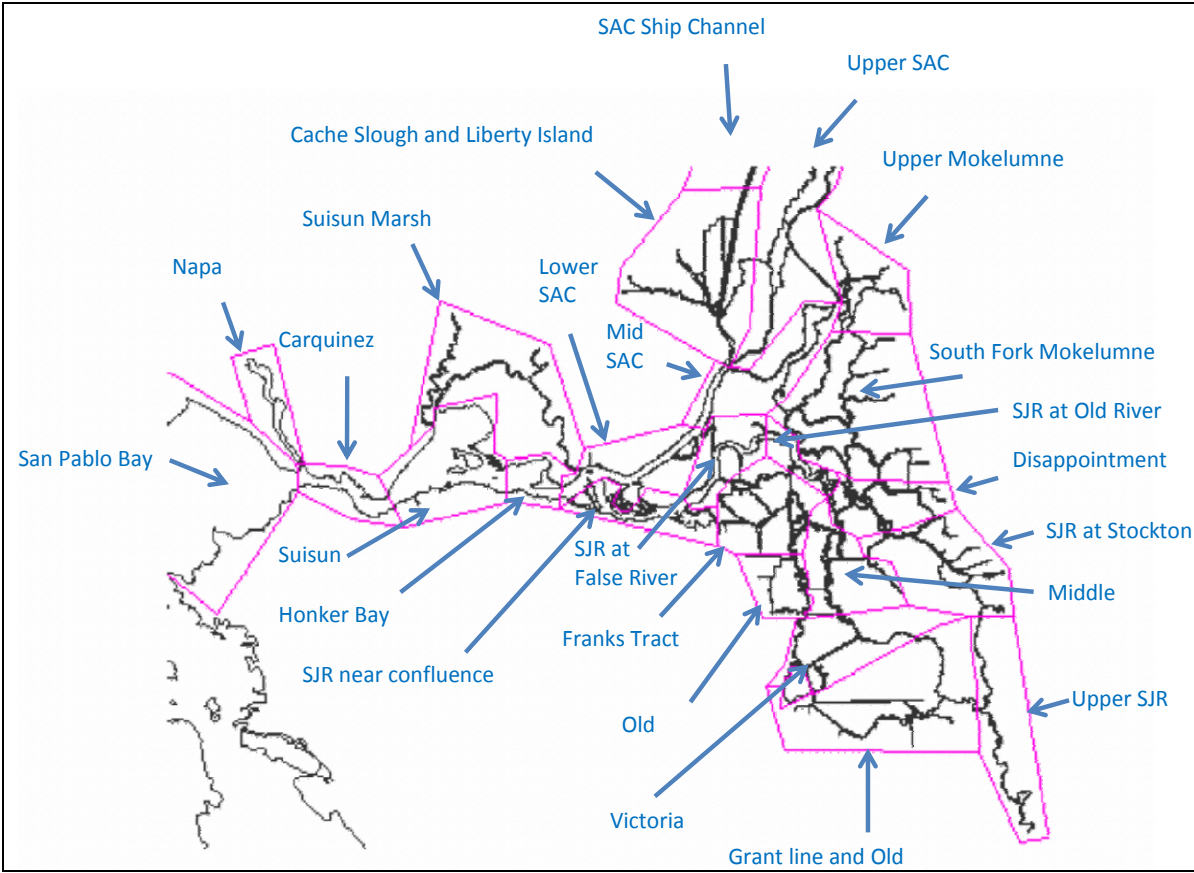 SAC Ship Channel
Upper SAC
Cache Slough and Liberty Island
Upper Mokelumne
Suisun Marsh
Napa
Lower
SAC
Carquinez
Mid
SAC
South Fork Mokelumne
SJR at Old River
San Pablo Bay
Disappointment
SJR at Stockton
Suisun
SJR at
False River
Middle
Honker Bay
Franks Tract
SJR near confluence
Upper SJR
Old
Victoria
Grant line and Old